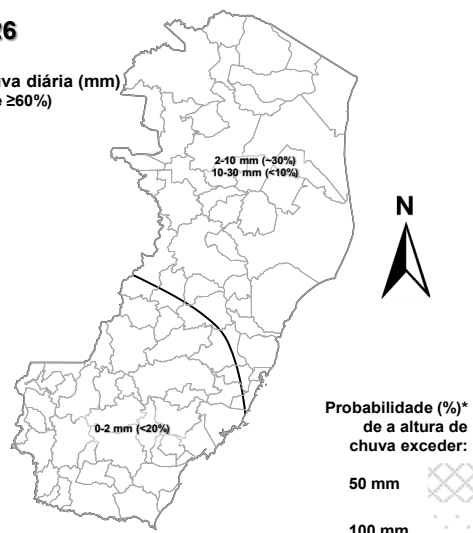 26
uva diária (mm)
≥60%)
2-10 mm (~30%)
10-30 mm (<10%)
N
0-2 mm (<20%)
Probabilidade (%)*
de a altura de
chuva exceder:
50 mm
100 mm